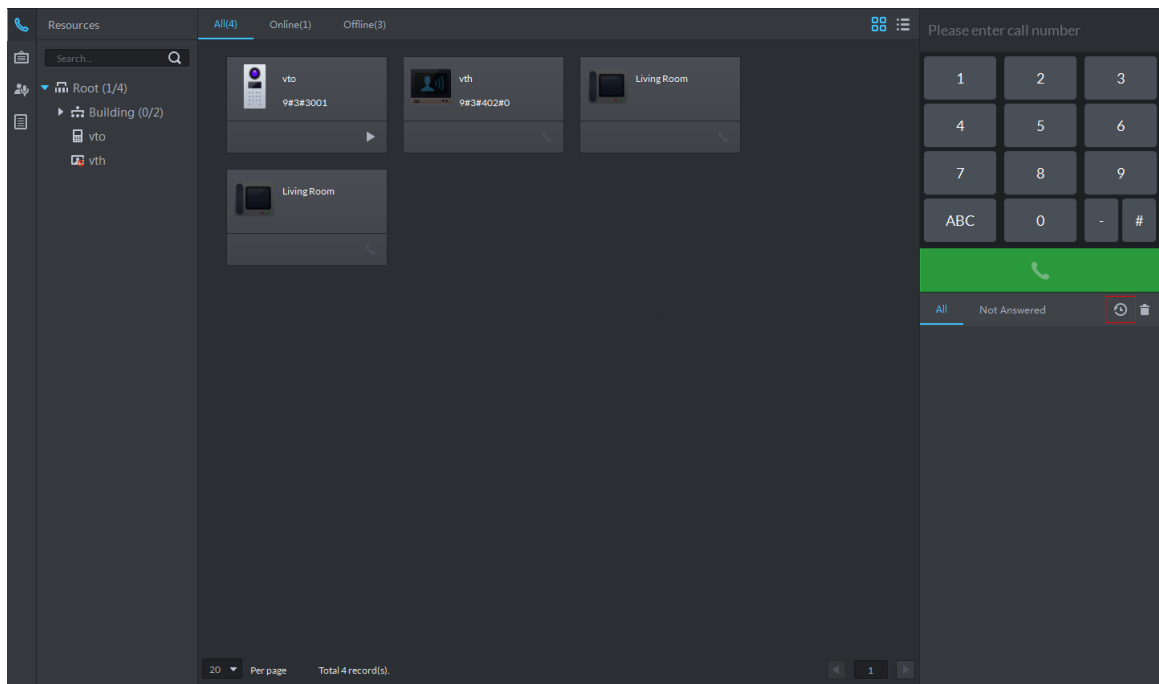 Resources
Search...
Root (1/4)
Building (0/2)
vto
vth
All(4) Online(1) Offline(3)
vto
9#3#3001
vth
9#3#402#0
Living Room
Living Room
20 Per page Total 4 record(s).
1
Please enter call number
1 2 3
4 5 6
7 8 9
ABC 0 - #
All Not Answered